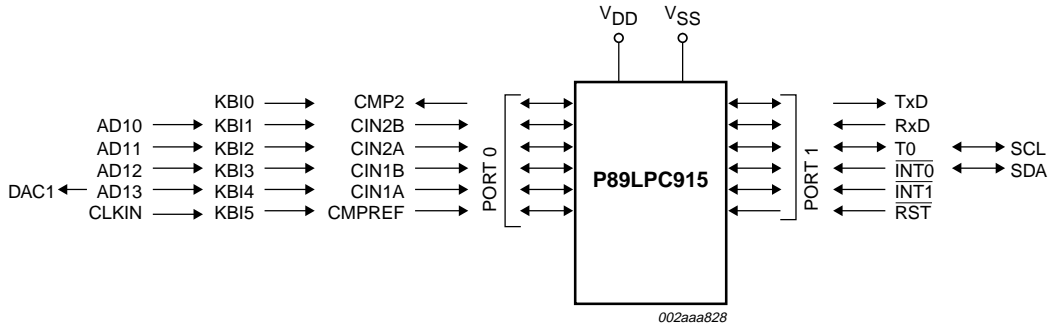 VDD VSS
KBI0 CMP2 TxD
AD10 KBI1 CIN2B RxD
AD11 KBI2 CIN2A T0 SCL
AD12 KBI3 CIN1B INT0 SDA
DAC1 AD13 KBI4 CIN1A INT1
CLKIN KBI5 CMPREF RST
PORT 0
P89LPC915
PORT 1
002aaa828